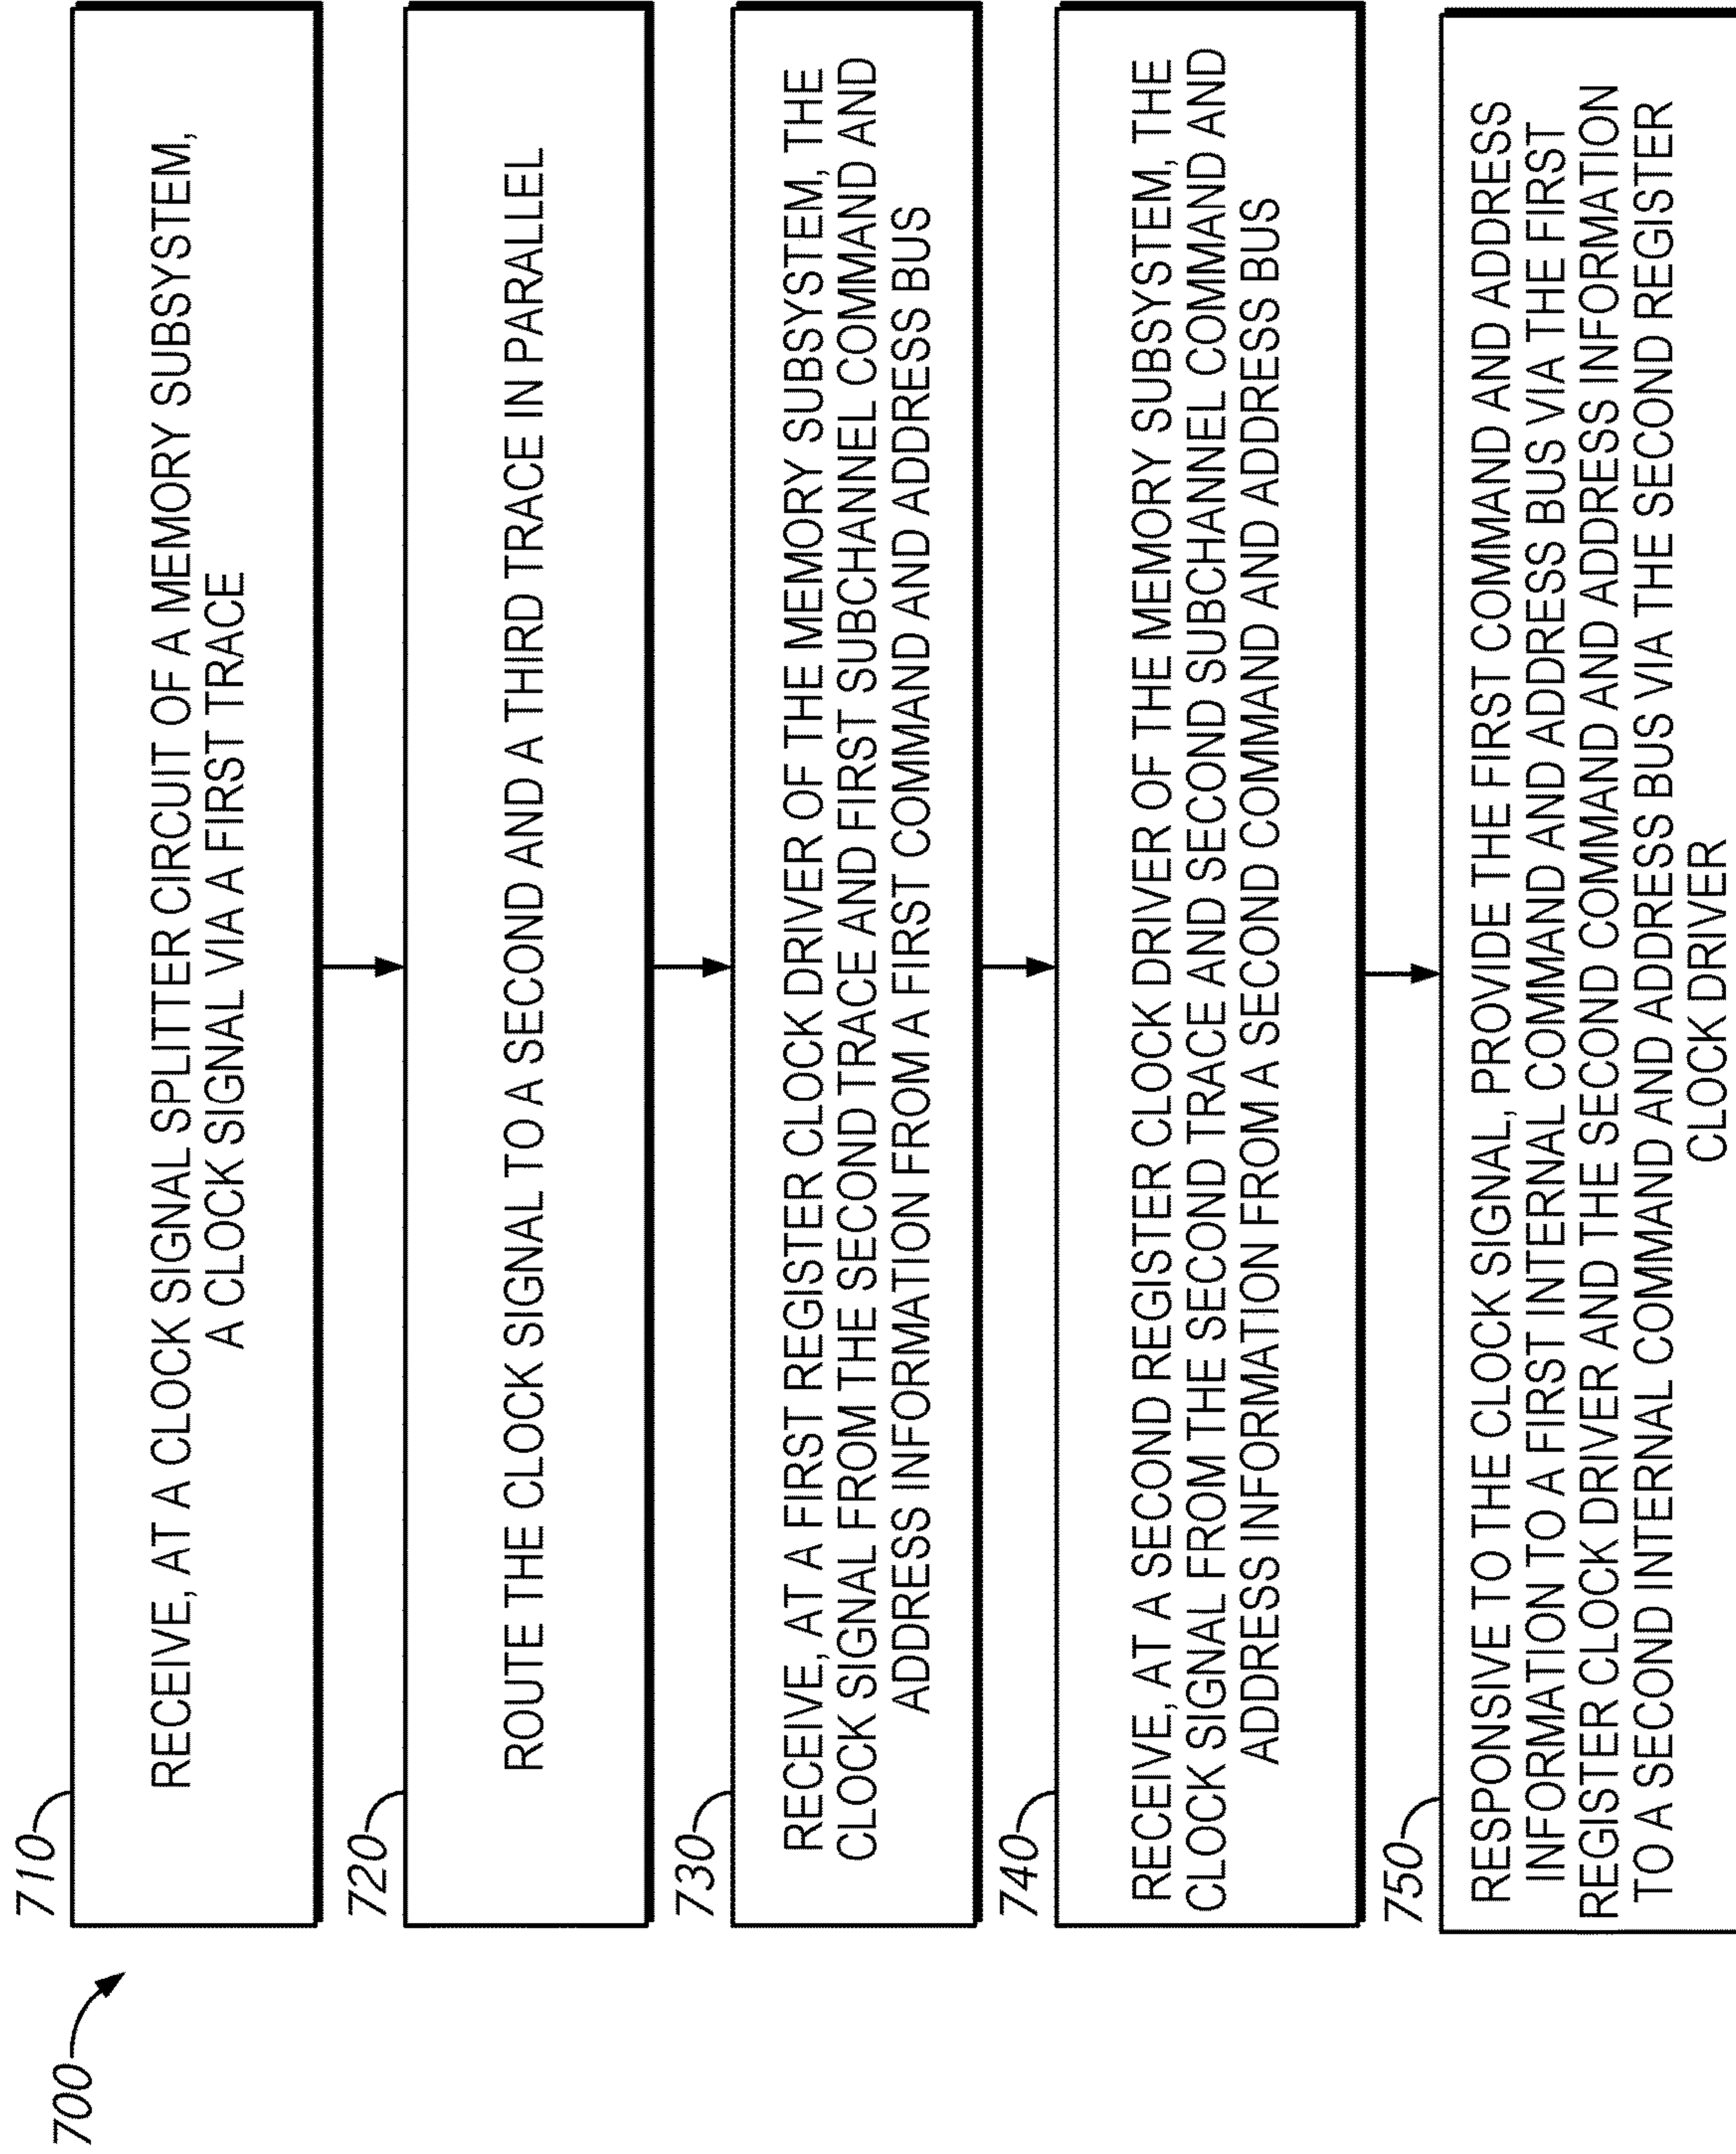 700
710
RECEIVE, AT A CLOCK SIGNAL SPLITTER CIRCUIT OF A MEMORY SUBSYSTEM,
A CLOCK SIGNAL VIA A FIRST TRACE
720
ROUTE THE CLOCK SIGNAL TO A SECOND AND A THIRD TRACE IN PARALLEL
730
RECEIVE, AT A FIRST REGISTER CLOCK DRIVER OF THE MEMORY SUBSYSTEM, THE
CLOCK SIGNAL FROM THE SECOND TRACE AND FIRST SUBCHANNEL COMMAND AND
ADDRESS INFORMATION FROM A FIRST COMMAND AND ADDRESS BUS
740
RECEIVE, AT A SECOND REGISTER CLOCK DRIVER OF THE MEMORY SUBSYSTEM, THE
CLOCK SIGNAL FROM THE SECOND TRACE AND SECOND SUBCHANNEL COMMAND AND
ADDRESS INFORMATION FROM A SECOND COMMAND AND ADDRESS BUS
750
RESPONSIVE TO THE CLOCK SIGNAL, PROVIDE THE FIRST COMMAND AND ADDRESS
INFORMATION TO A FIRST INTERNAL COMMAND AND ADDRESS BUS VIA THE FIRST
REGISTER CLOCK DRIVER AND THE SECOND COMMAND AND ADDRESS INFORMATION
TO A SECOND INTERNAL COMMAND AND ADDRESS BUS VIA THE SECOND REGISTER
CLOCK DRIVER